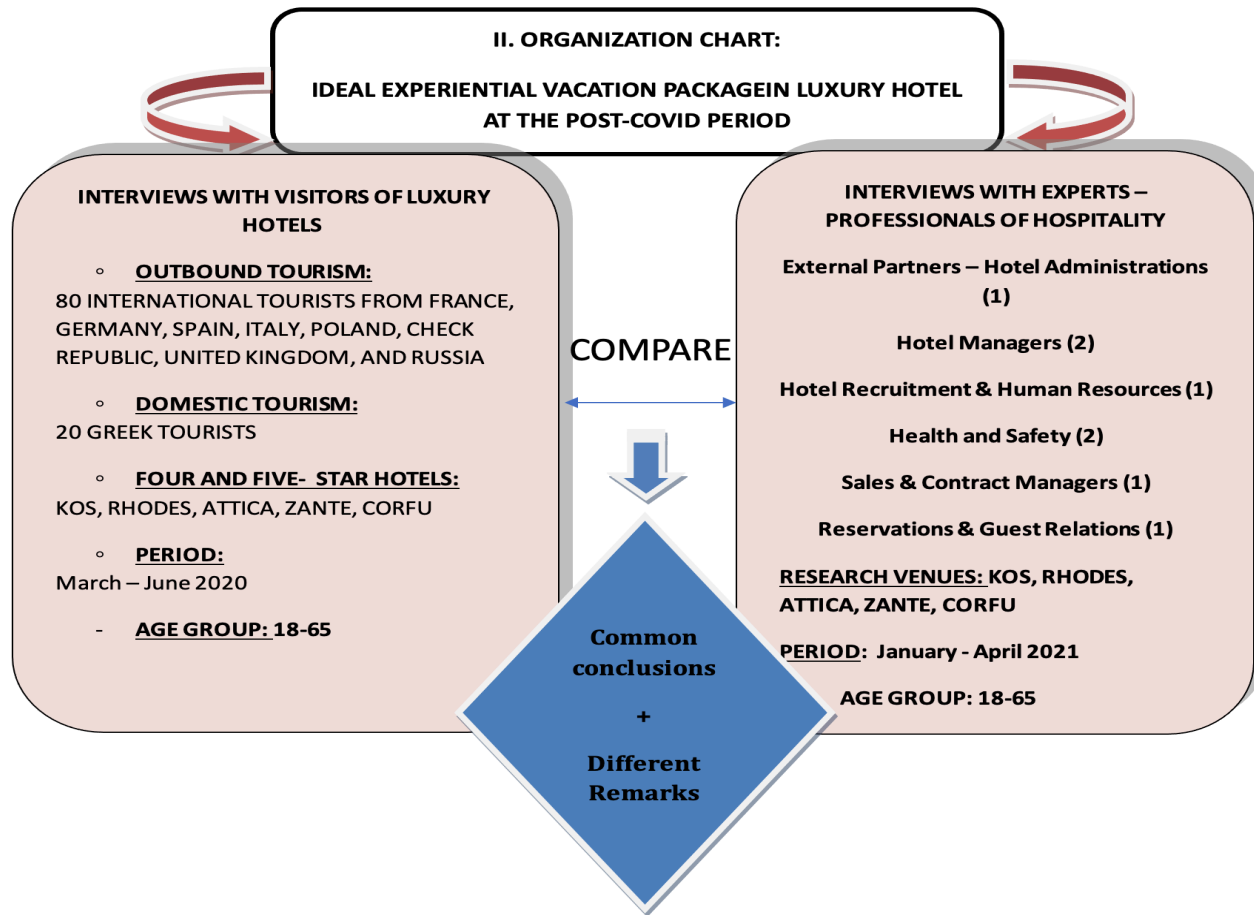 II. ORGANIZATION CHART:
IDEAL EXPERIENTIAL VACATION PACKAGEIN LUXURY HOTEL
AT THE POST-COVID PERIOD
INTERVIEWS WITH VISITORS OF LUXURY
HOTELS
◦ OUTBOUND TOURISM:
80 INTERNATIONAL TOURISTS FROM FRANCE,
GERMANY, SPAIN, ITALY, POLAND, CHECK
REPUBLIC, UNITED KINGDOM, AND RUSSIA
◦ DOMESTIC TOURISM:
20 GREEK TOURISTS
◦ FOUR AND FIVE- STAR HOTELS:
KOS, RHODES, ATTICA, ZANTE, CORFU
◦ PERIOD:
March – June 2020
- AGE GROUP: 18-65
COMPARE
INTERVIEWS WITH EXPERTS –
PROFESSIONALS OF HOSPITALITY
External Partners – Hotel Administrations
(1)
Hotel Managers (2)
Hotel Recruitment & Human Resources (1)
Health and Safety (2)
Sales & Contract Managers (1)
Reservations & Guest Relations (1)
RESEARCH VENUES: KOS, RHODES,
ATTICA, ZANTE, CORFU
PERIOD: January - April 2021
AGE GROUP: 18-65
Common
conclusions
+
Different
Remarks